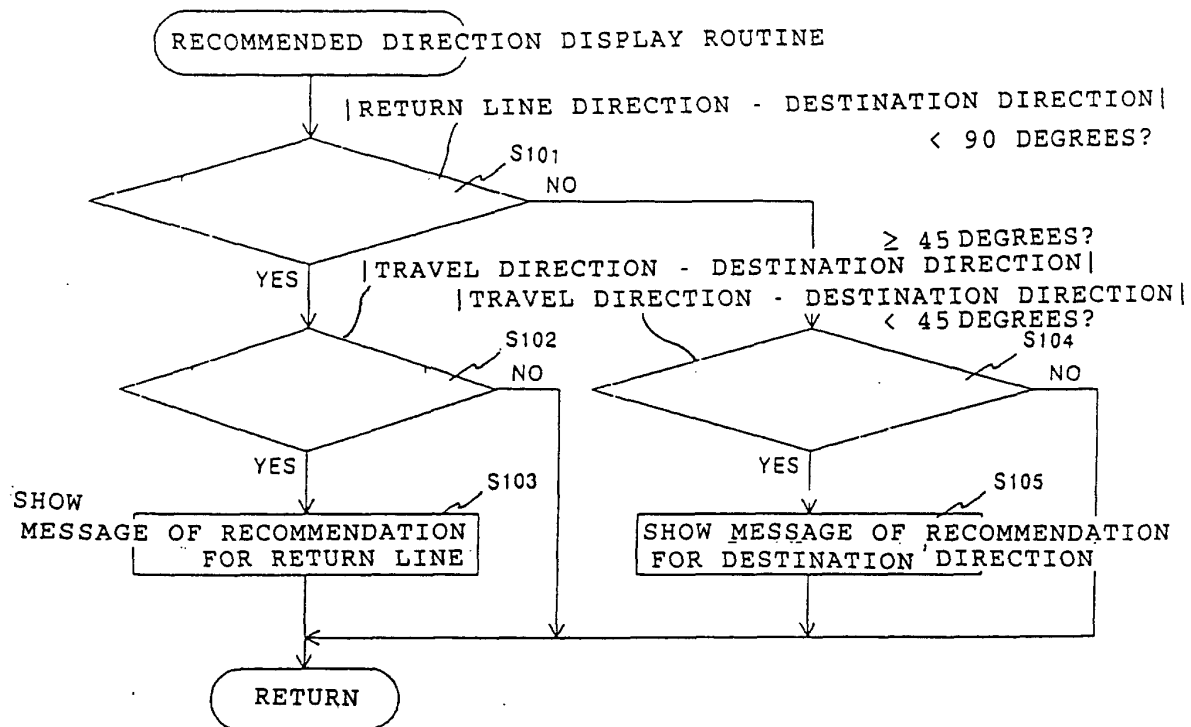 RECOMMENDED DIRECTION DISPLAY ROUTINE
|RETURN LINE DIRECTION - DESTINATION DIRECTION|
< 90 DEGREES?
S101
NO
YES
≥ 45 DEGREES?
|TRAVEL DIRECTION - DESTINATION DIRECTION|
|TRAVEL DIRECTION - DESTINATION DIRECTION|
< 45 DEGREES?
S102
NO
S104
NO
YES
YES
S103
S105
SHOW
MESSAGE OF RECOMMENDATION
FOR RETURN LINE
SHOW MESSAGE OF RECOMMENDATION
FOR DESTINATION DIRECTION
RETURN